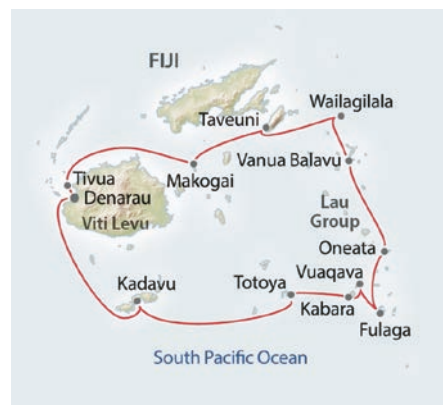 FIJI
Wailagilala
Taveuni
Vanua Balavu
Makogai
Tivua
Denarau
Viti Levu
Lau
Group
Oneata
Vuaqava
Kadavu
Totoya
Kabara
Fulaga
South Pacific Ocean